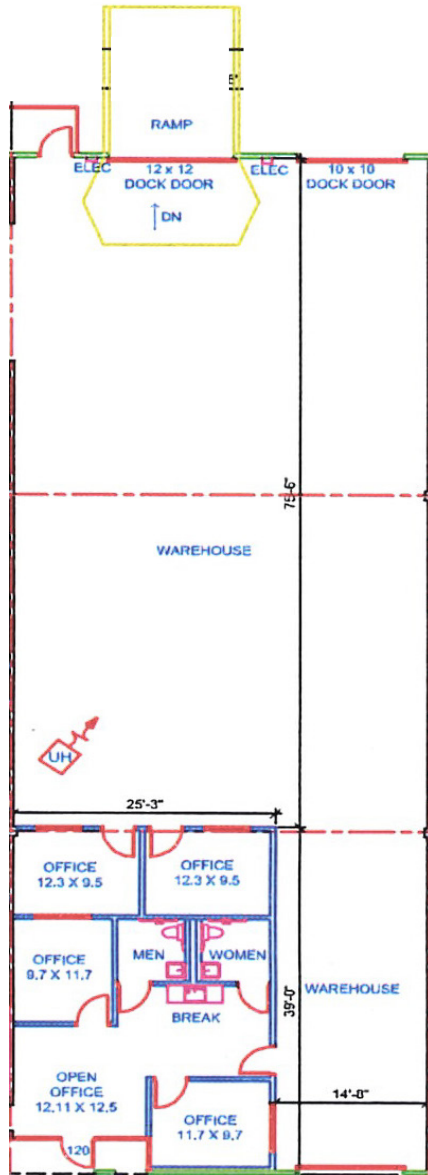 RAMP
ELEC
12 x 12
DOCK DOOR
ELEC
10 x 10
DOCK DOOR
DN
75'-6"
WAREHOUSE
UH
25'-3"
OFFICE
12.3 X 9.5
OFFICE
12.3 X 9.5
OFFICE
9.7 X 11.7
MEN
WOMEN
BREAK
WAREHOUSE
39'-0"
OPEN
OFFICE
12.11 X 12.5
14'-8"
OFFICE
11.7 X 9.7
120